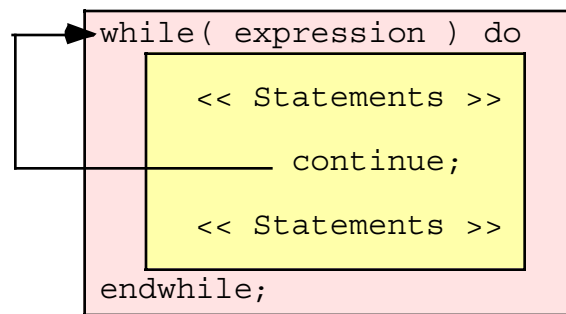 while( expression ) do
<< Statements >>
continue;
<< Statements >>
endwhile;